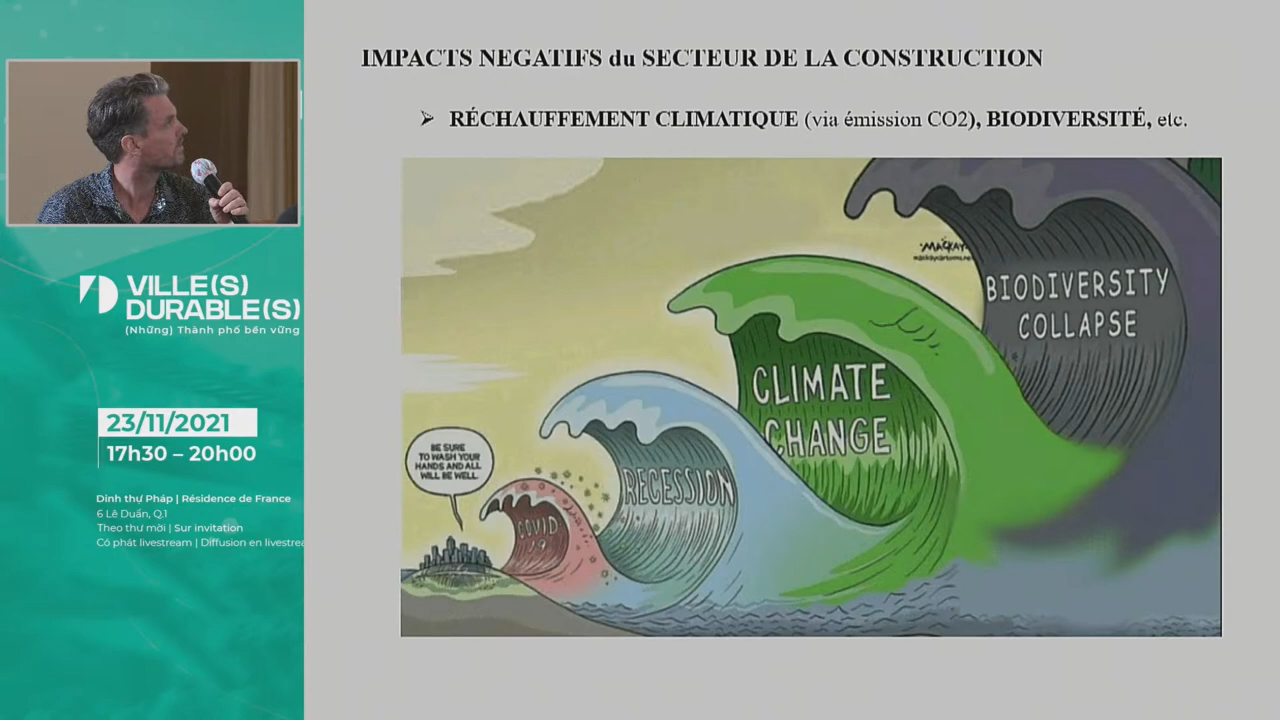 VILLE(S)
DURABLE(S)
(Những) Thành phố bền vững
23/11/2021
17h30 – 20h00
Dinh thự Pháp | Résidence de France
6 Lê Duẩn, Q.1
Theo thư mời | Sur invitation
Có phát livestream | Diffusion en livestrea
IMPACTS NEGATIFS du SECTEUR DE LA CONSTRUCTION
➢ RÉCHAUFFEMENT CLIMATIQUE (via émission CO2), BIODIVERSITÉ, etc.
BE SURE
TO WASH YOUR
HANDS AND ALL
WILL BE WELL.
COVID
RECESSION
CLIMATE
CHANGE
MACKAY
mackaycartoons.net
BIODIVERSITY
COLLAPSE